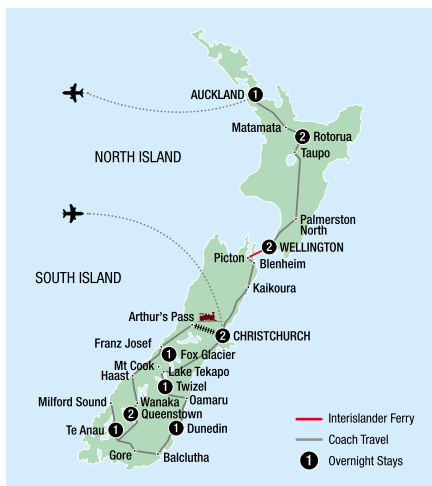 AUCKLAND 1
Matamata
2 Rotorua
Taupo
NORTH ISLAND
Palmerston
North
2 WELLINGTON
Picton
Blenheim
SOUTH ISLAND
Kaikoura
Arthur's Pass
2 CHRISTCHURCH
Franz Josef
1 Fox Glacier
Mt Cook
Lake Tekapo
Haast
1 Twizel
Milford Sound
Wanaka
Oamaru
2 Queenstown
Te Anau 1
1 Dunedin
Gore
Balclutha
Interislander Ferry
Coach Travel
1 Overnight Stays